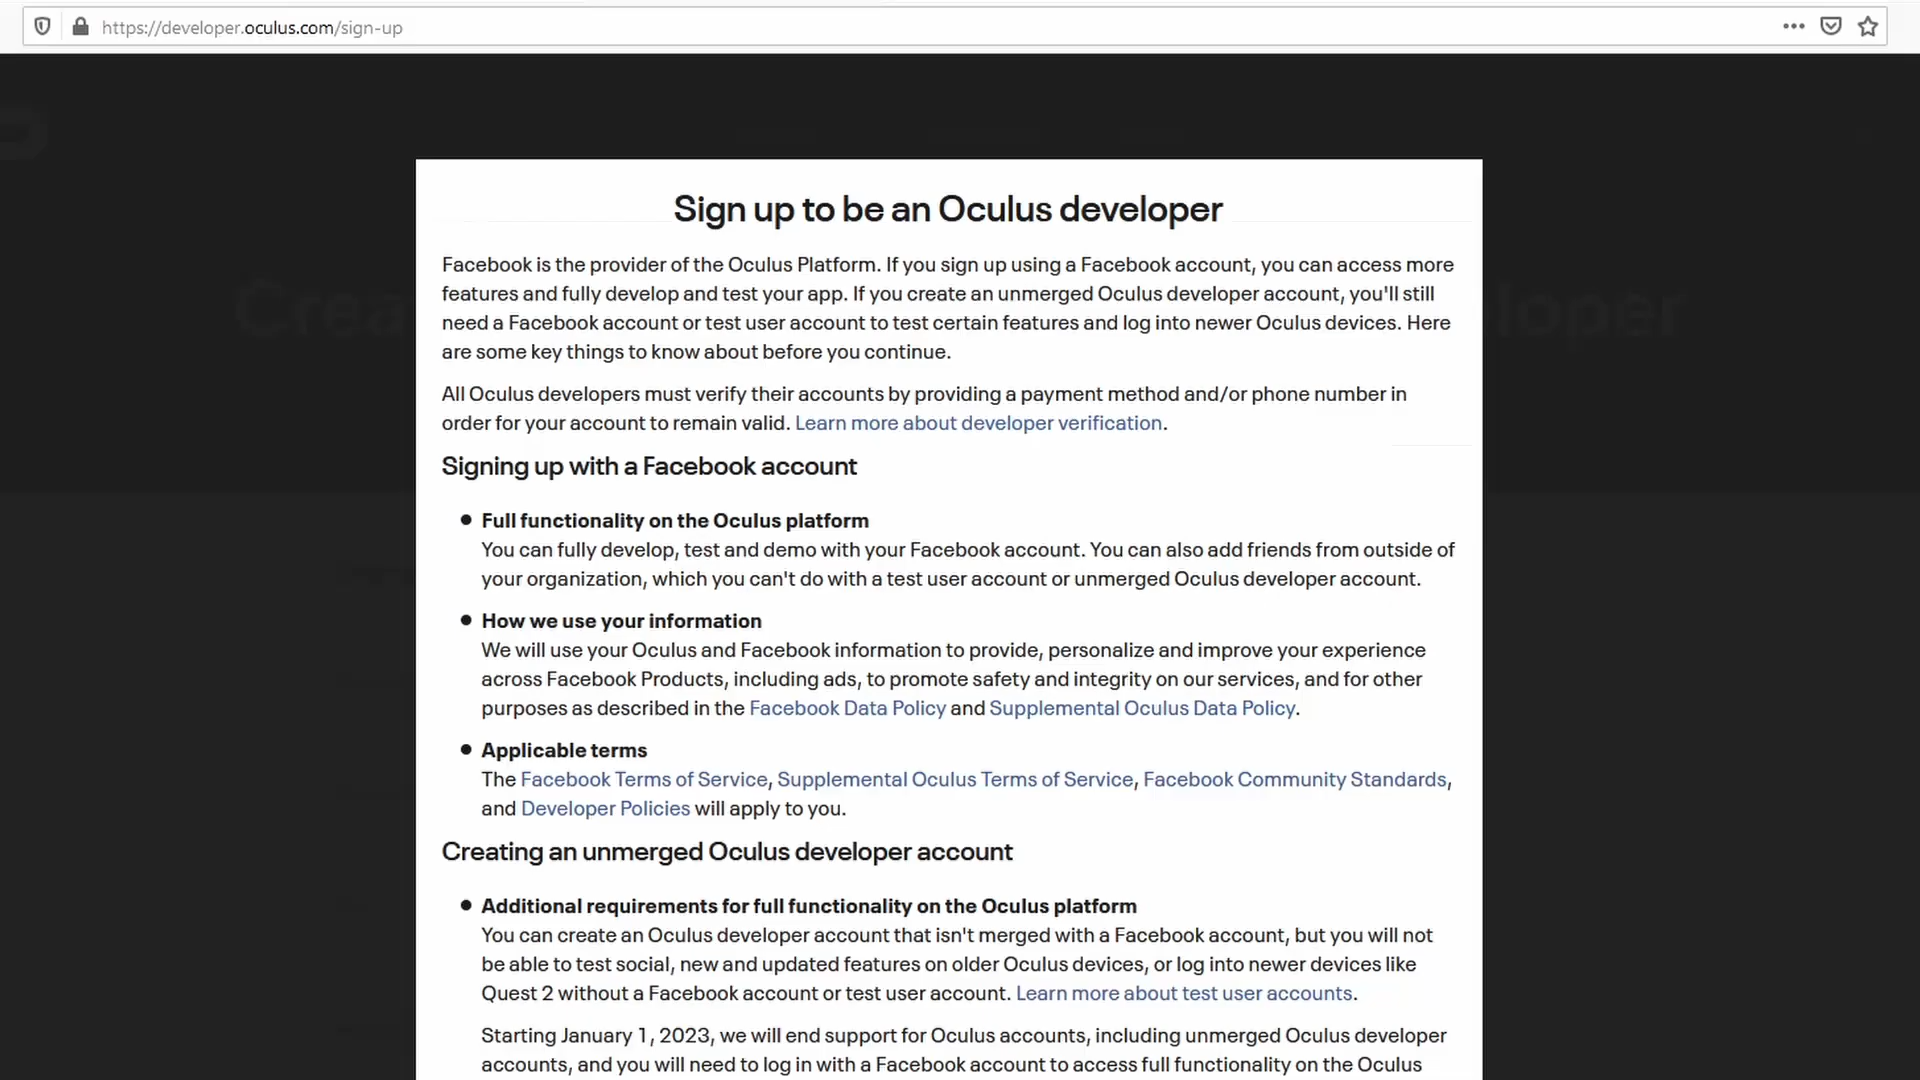 https://developer.oculus.com/sign-up
Sign up to be an Oculus developer
Facebook is the provider of the Oculus Platform. If you sign up using a Facebook account, you can access more
features and fully develop and test your app. If you create an unmerged Oculus developer account, you'll still
need a Facebook account or test user account to test certain features and log into newer Oculus devices. Here
are some key things to know about before you continue.
All Oculus developers must verify their accounts by providing a payment method and/or phone number in
order for your account to remain valid. Learn more about developer verification.
Signing up with a Facebook account
Full functionality on the Oculus platform
You can fully develop, test and demo with your Facebook account. You can also add friends from outside of
your organization, which you can't do with a test user account or unmerged Oculus developer account.
How we use your information
We will use your Oculus and Facebook information to provide, personalize and improve your experience
across Facebook Products, including ads, to promote safety and integrity on our services, and for other
purposes as described in the Facebook Data Policy and Supplemental Oculus Data Policy.
Applicable terms
The Facebook Terms of Service, Supplemental Oculus Terms of Service, Facebook Community Standards,
and Developer Policies will apply to you.
Creating an unmerged Oculus developer account
Additional requirements for full functionality on the Oculus platform
You can create an Oculus developer account that isn't merged with a Facebook account, but you will not
be able to test social, new and updated features on older Oculus devices, or log into newer devices like
Quest 2 without a Facebook account or test user account. Learn more about test user accounts.
Starting January 1, 2023, we will end support for Oculus accounts, including unmerged Oculus developer
accounts, and you will need to log in with a Facebook account to access full functionality on the Oculus